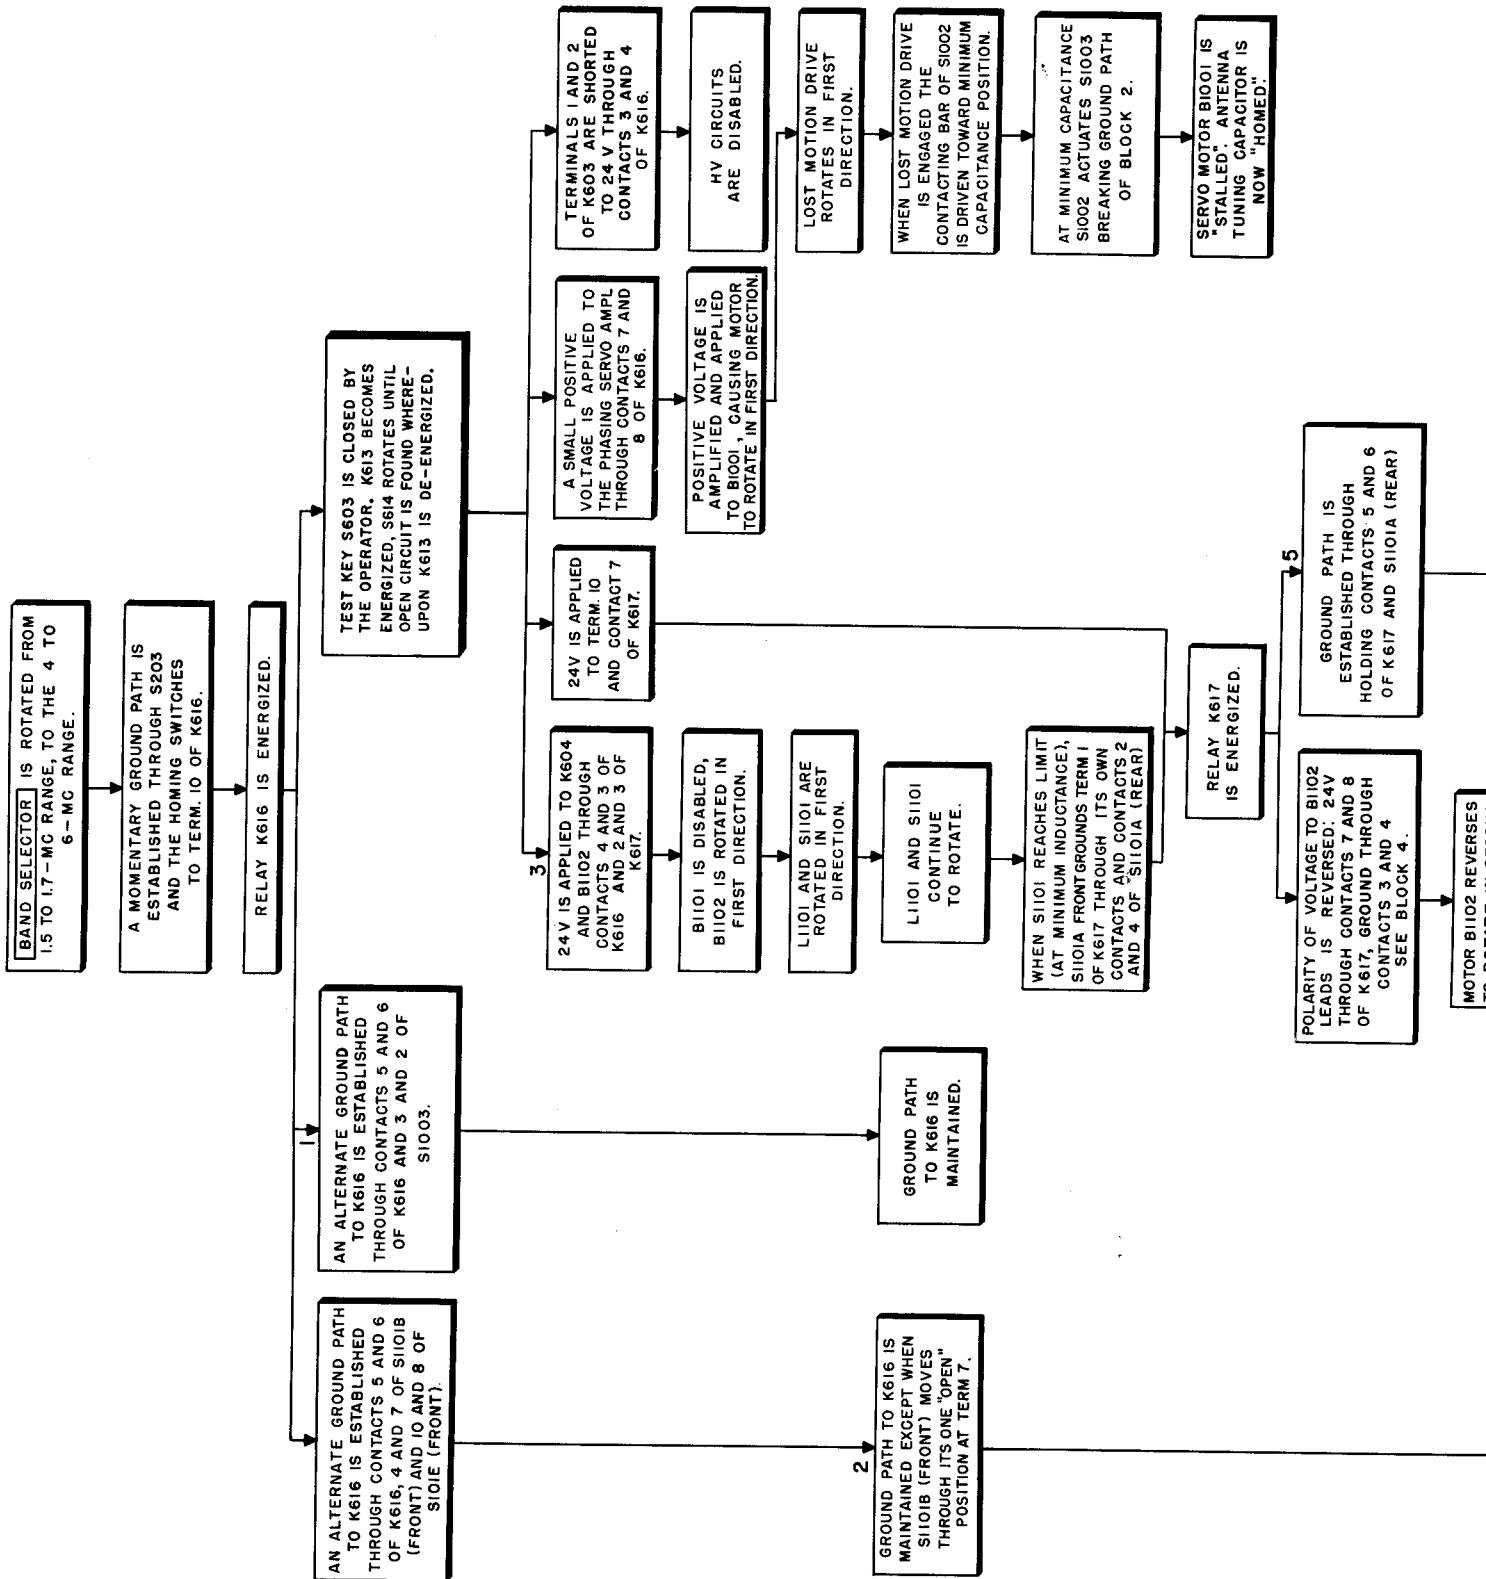 BAND SELECTOR IS ROTATED FROM
1.5 TO 1.7-MC RANGE, TO THE 4 TO
6-MC RANGE.
A MOMENTARY GROUND PATH IS
ESTABLISHED THROUGH S203
AND THE HOMING SWITCHES
TO TERM. 10 OF K616.
RELAY K616 IS ENERGIZED.
AN ALTERNATE GROUND PATH
TO K616 IS ESTABLISHED
THROUGH CONTACTS 5 AND 6
OF K616, 4 AND 7 OF S1101B
(FRONT) AND 10 AND 8 OF
S101E (FRONT).
1
AN ALTERNATE GROUND PATH
TO K616 IS ESTABLISHED
THROUGH CONTACTS 5 AND 6
OF K616 AND 3 AND 2 OF
S1003.
TEST KEY S603 IS CLOSED BY
THE OPERATOR. K613 BECOMES
ENERGIZED, S614 ROTATES UNTIL
OPEN CIRCUIT IS FOUND WHERE-
UPON K613 IS DE-ENERGIZED.
3
24V IS APPLIED TO K604
AND B1102 THROUGH
CONTACTS 4 AND 3 OF
K616 AND 2 AND 3 OF
K617.
24V IS APPLIED
TO TERM. 10
AND CONTACT 7
OF K617.
A SMALL POSITIVE
VOLTAGE IS APPLIED TO
THE PHASING SERVO AMPL
THROUGH CONTACTS 7 AND
8 OF K616.
TERMINALS 1 AND 2
OF K603 ARE SHORTED
TO 24 V THROUGH
CONTACTS 3 AND 4
OF K616.
B1101 IS DISABLED,
B1102 IS ROTATED IN
FIRST DIRECTION.
POSITIVE VOLTAGE IS
AMPLIFIED AND APPLIED
TO B1001, CAUSING MOTOR
TO ROTATE IN FIRST DIRECTION.
HV CIRCUITS
ARE DISABLED.
L1101 AND S1101 ARE
ROTATED IN FIRST
DIRECTION.
LOST MOTION DRIVE
ROTATES IN FIRST
DIRECTION.
2
GROUND PATH TO K616 IS
MAINTAINED EXCEPT WHEN
S1101B (FRONT) MOVES
THROUGH ITS ONE "OPEN"
POSITION AT TERM 7.
GROUND PATH
TO K616 IS
MAINTAINED.
L1101 AND S1101
CONTINUE
TO ROTATE.
WHEN LOST MOTION DRIVE
IS ENGAGED THE
CONTACTING BAR OF S1002
IS DRIVEN TOWARD MINIMUM
CAPACITANCE POSITION.
WHEN S1101 REACHES LIMIT
(AT MINIMUM INDUCTANCE),
S1101A FRONT GROUNDS TERM 1
OF K617 THROUGH ITS OWN
CONTACTS AND CONTACTS 2
AND 4 OF S1101A (REAR)
AT MINIMUM CAPACITANCE
S1002 ACTUATES S1003
BREAKING GROUND PATH
OF BLOCK 2.
RELAY K617
IS ENERGIZED.
SERVO MOTOR B1001 IS
"STALLED". ANTENNA
TUNING CAPACITOR IS
NOW "HOMED".
POLARITY OF VOLTAGE TO B1102
LEADS IS REVERSED: 24V
THROUGH CONTACTS 7 AND 8
OF K617, GROUND THROUGH
CONTACTS 3 AND 4
SEE BLOCK 4.
5
GROUND PATH IS
ESTABLISHED THROUGH
HOLDING CONTACTS 5 AND 6
OF K617 AND S1101A (REAR)
MOTOR B1102 REVERSES